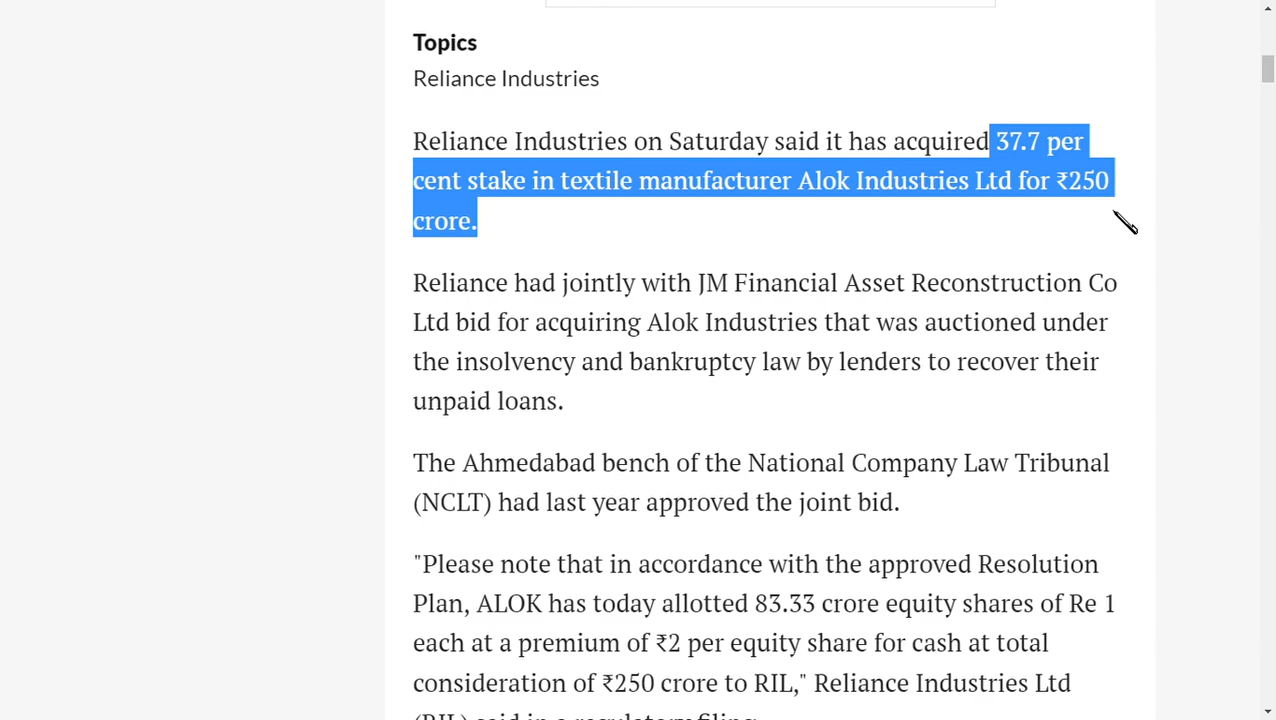 Topics
Reliance Industries
Reliance Industries on Saturday said it has acquired 37.7 per
cent stake in textile manufacturer Alok Industries Ltd for ₹250
crore.
Reliance had jointly with JM Financial Asset Reconstruction Co
Ltd bid for acquiring Alok Industries that was auctioned under
the insolvency and bankruptcy law by lenders to recover their
unpaid loans.
The Ahmedabad bench of the National Company Law Tribunal
(NCLT) had last year approved the joint bid.
"Please note that in accordance with the approved Resolution
Plan, ALOK has today allotted 83.33 crore equity shares of Re 1
each at a premium of ₹2 per equity share for cash at total
consideration of ₹250 crore to RIL," Reliance Industries Ltd
(RIL) said in a regulatory filing.